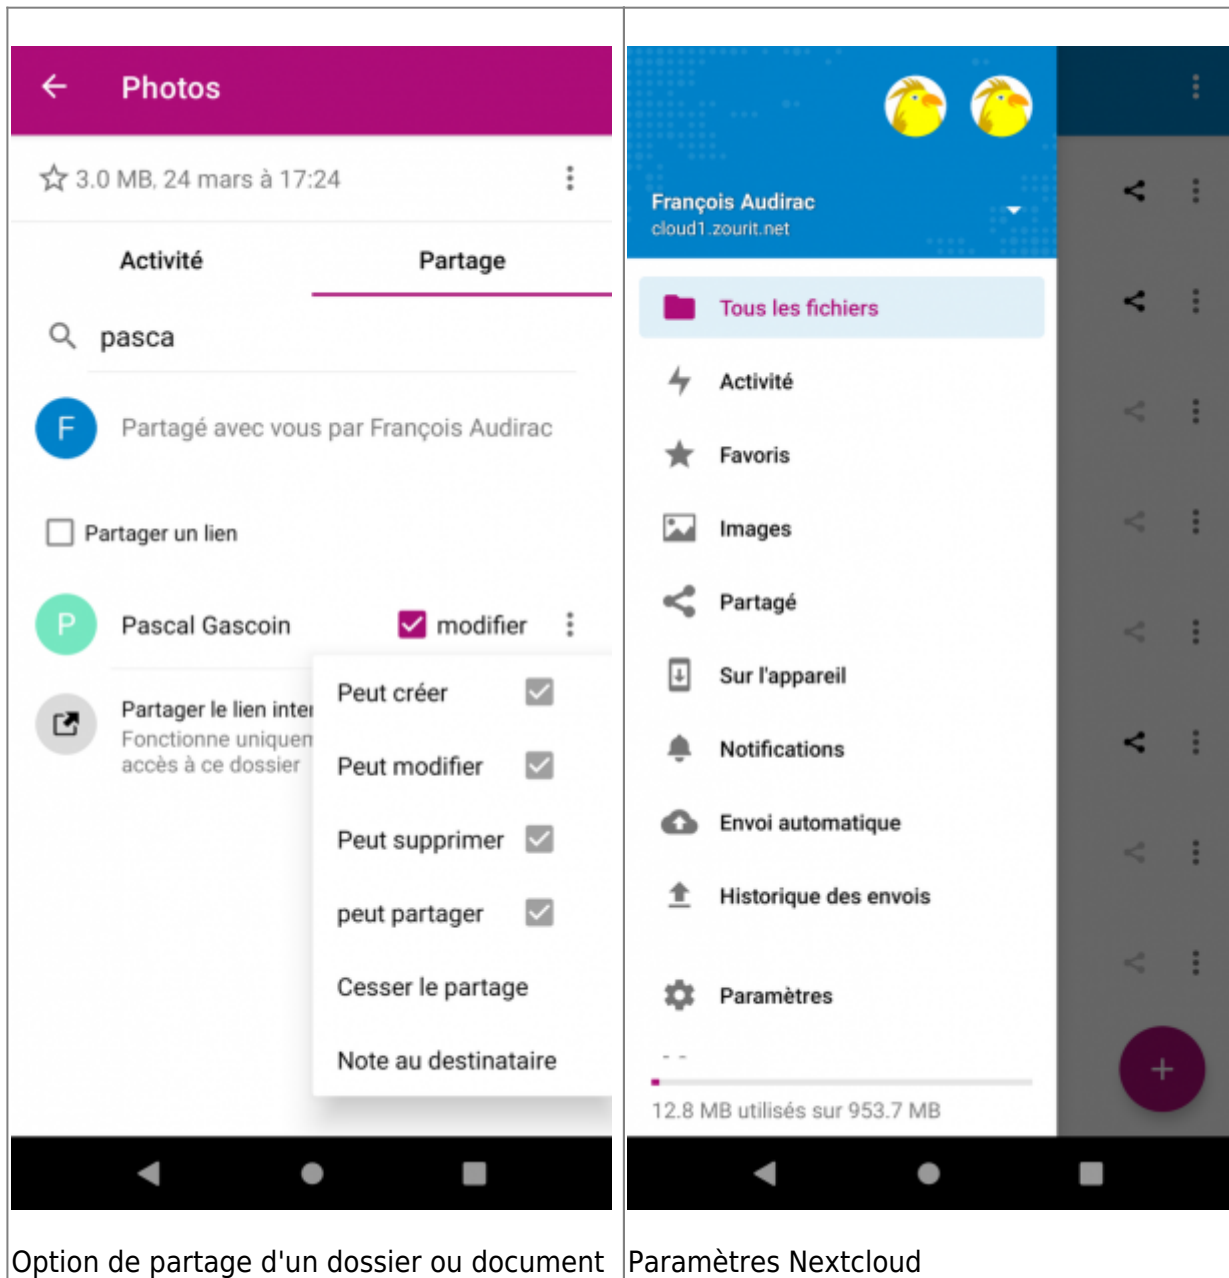 Photos
3.0 MB, 24 mars à 17:24
Activité
Partage
pasca
F
Partagé avec vous par François Audirac
Partager un lien
P
Pascal Gascoin
modifier
Partager le lien inter
Fonctionne uniquem
accès à ce dossier
Peut créer
Peut modifier
Peut supprimer
peut partager
Cesser le partage
Note au destinataire
Option de partage d'un dossier ou document
François Audirac
cloud1.zourit.net
Tous les fichiers
Activité
Favoris
Images
Partagé
Sur l'appareil
Notifications
Envoi automatique
Historique des envois
Paramètres
12.8 MB utilisés sur 953.7 MB
Paramètres Nextcloud